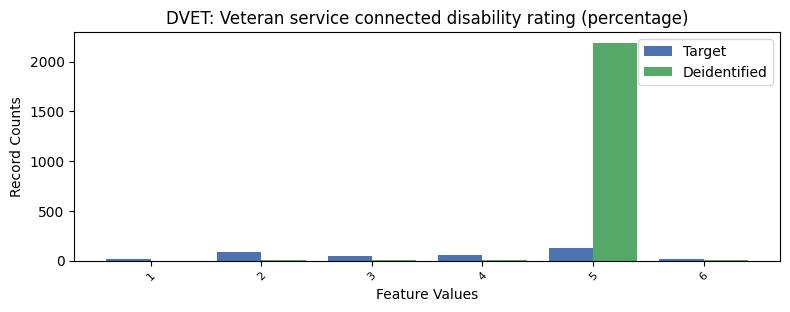 DVET: Veteran service connected disability rating (percentage)
Target
Deidentified
Record Counts
2000
1500
1000
500
0
1
2
3
4
5
6
Feature Values